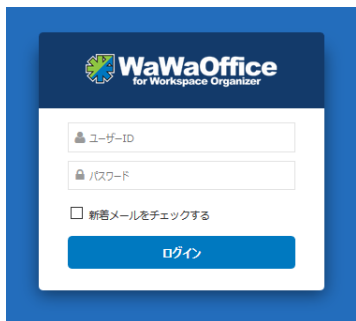 WaWaOffice
for Workspace Organizer
ユーザーID
パスワード
新着メールをチェックする
ログイン